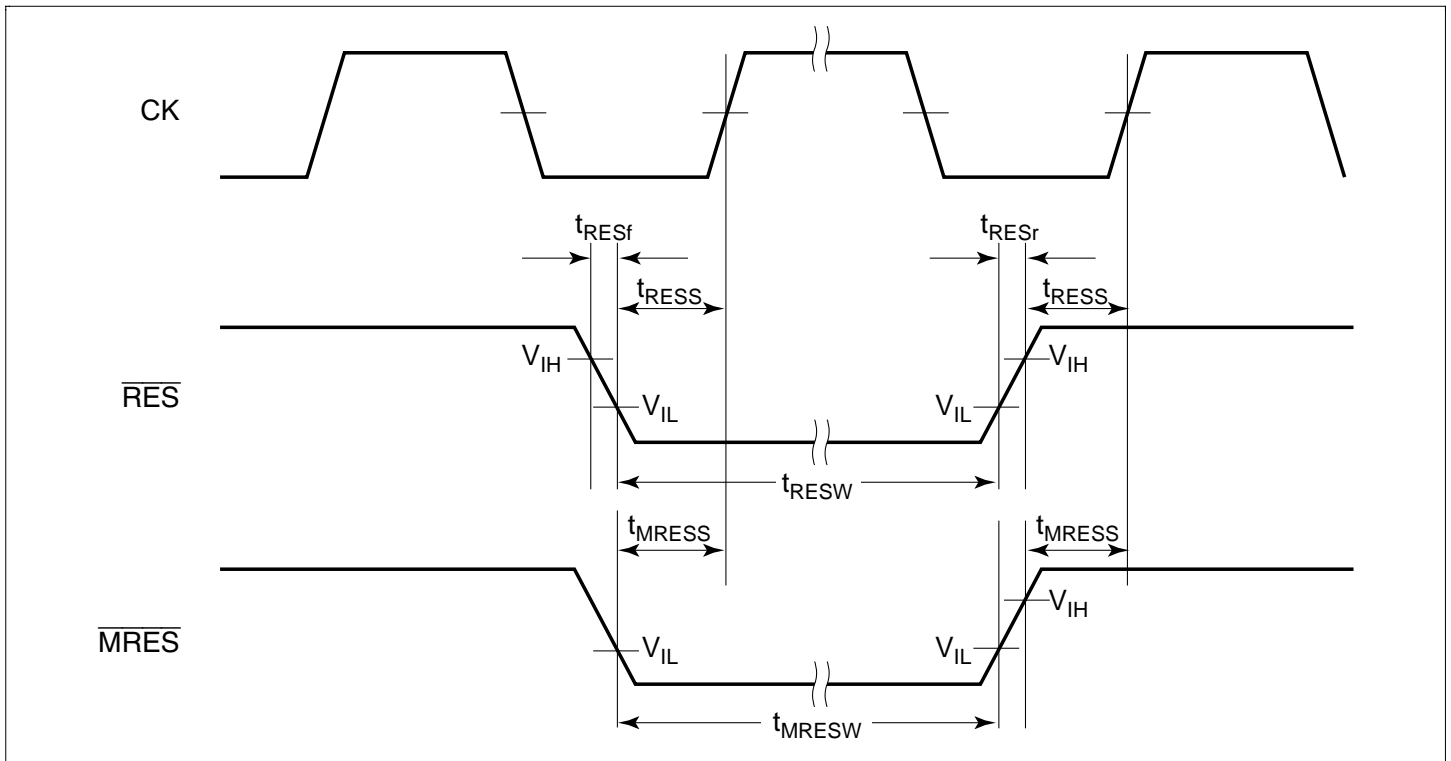 CK
tRESf
tRESr
tRESS
tRESS
VIH
VIH
RES
VIL
VIL
tRESW
tMRESS
tMRESS
VIH
MRES
VIL
VIL
tMRESW